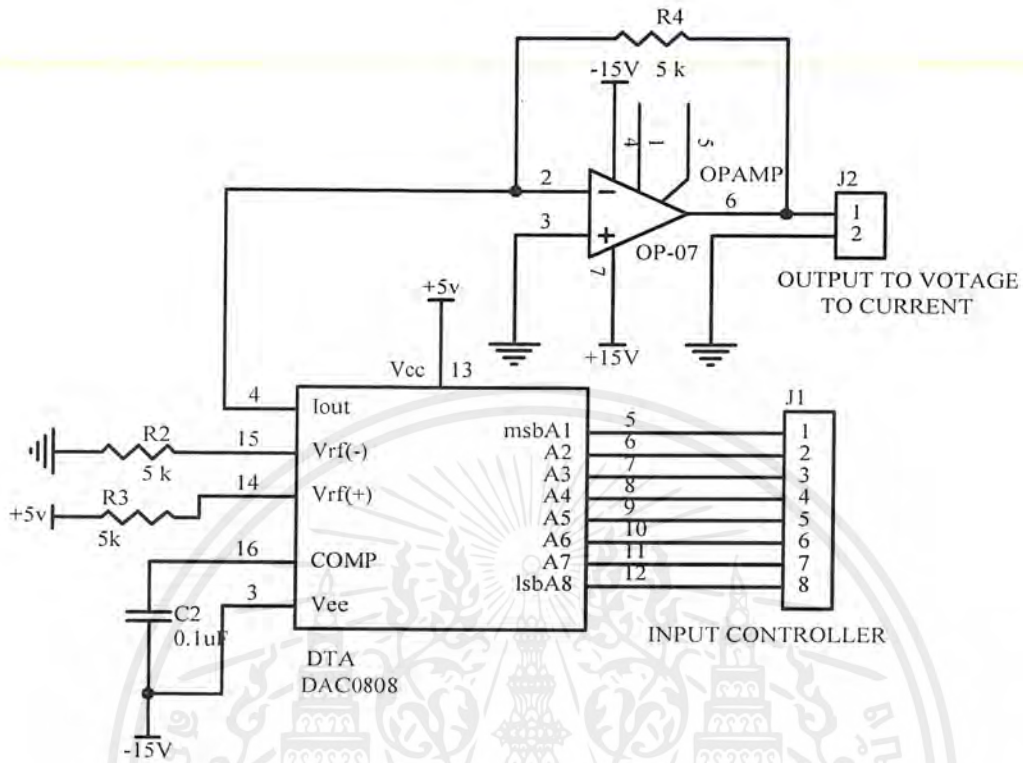 R4
5 k
-15V
4
1
5
OPAMP
2
3
6
7
OP-07
+15V
J2
1
2
OUTPUT TO VOTAGE
TO CURRENT
+5v
Vcc
13
4
Iout
R2
15
Vrf(-)
5 k
R3
14
Vrf(+)
+5v
5k
16
COMP
3
Vee
C2
0.1uF
-15V
DTA
DAC0808
msbA1
A2
A3
A4
A5
A6
A7
lsbA8
5
6
7
8
9
10
11
12
J1
1
2
3
4
5
6
7
8
INPUT CONTROLLER